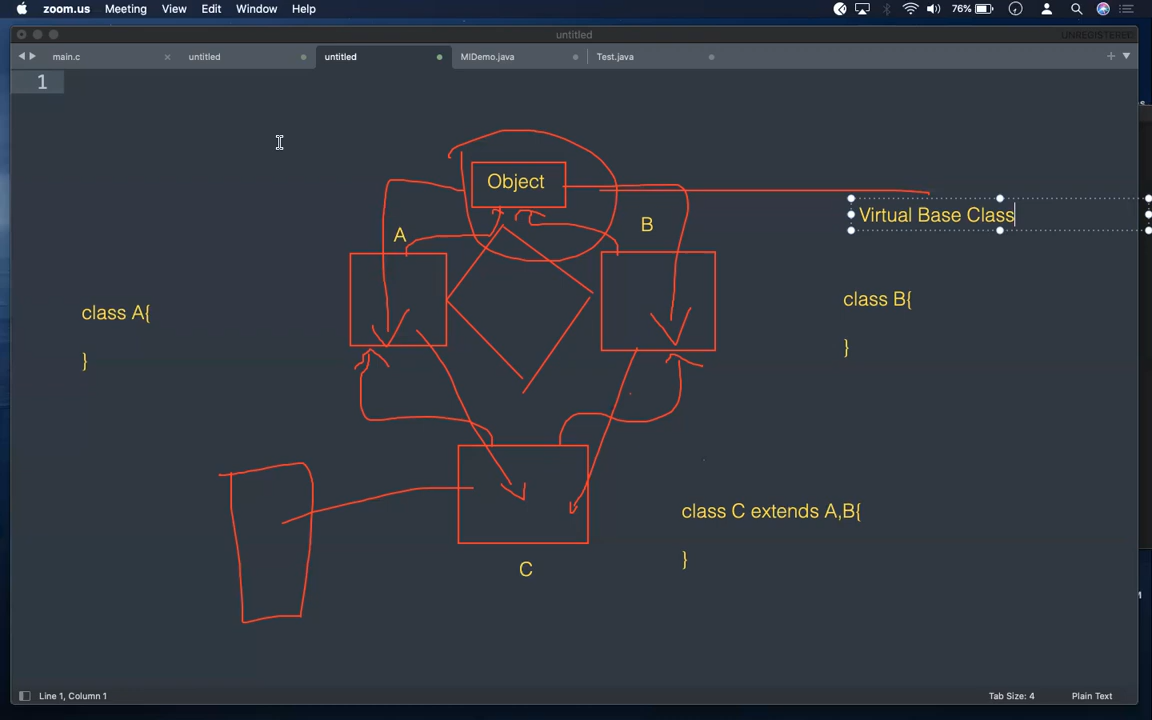 zoom.us Meeting View Edit Window Help 76%
untitled UNREGISTERED
main.c untitled untitled MIDemo.java Test.java
1
Object
Virtual Base Class
A
B
class A{
}
class B{
}
class C extends A,B{
}
C
Line 1, Column 1 Tab Size: 4 Plain Text